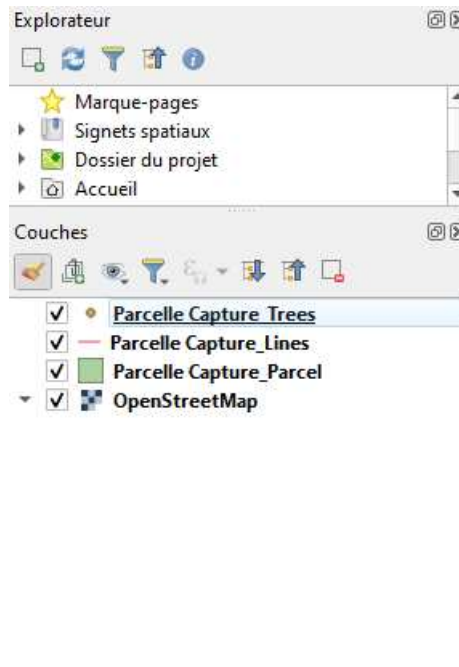 Explorateur
Marque-pages
Signets spatiaux
Dossier du projet
Accueil
Couches
Parcelle Capture_Trees
Parcelle Capture_Lines
Parcelle Capture_Parcel
OpenStreetMap